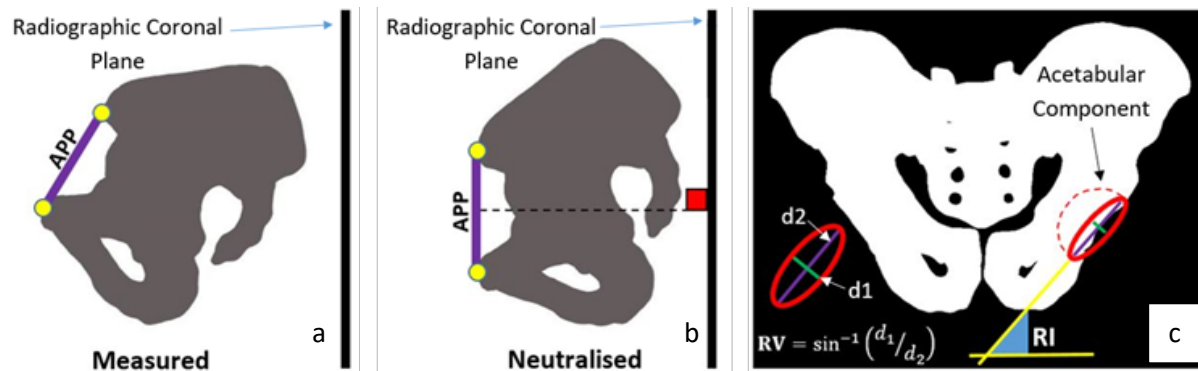 Radiographic Coronal
Plane
APP
a
Measured
Radiographic Coronal
Plane
APP
b
Neutralised
Acetabular
Component
d2
d1
RV = sin⁻¹(d₁/d₂)
RI
c